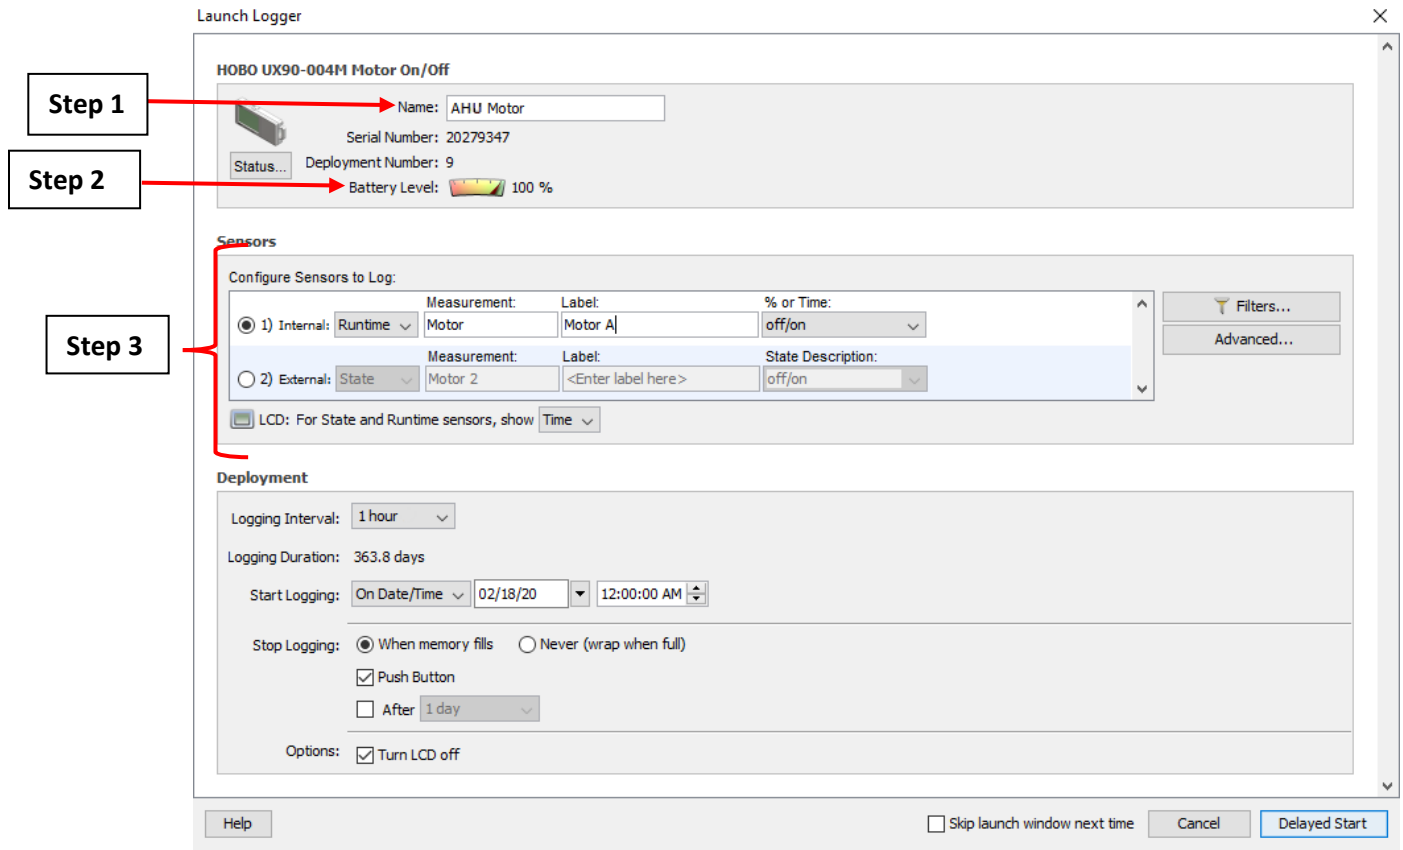 Launch Logger
HOBO UX90-004M Motor On/Off
Step 1
Name: AHU Motor
Serial Number: 20279347
Status...
Deployment Number: 9
Step 2
Battery Level: 100 %
Sensors
Configure Sensors to Log:
Measurement: Label: % or Time:
1) Internal: Runtime Motor Motor A off/on
Filters...
Advanced...
Step 3
Measurement: Label: State Description:
2) External: State Motor 2 <Enter label here> off/on
LCD: For State and Runtime sensors, show Time
Deployment
Logging Interval: 1 hour
Logging Duration: 363.8 days
Start Logging: On Date/Time 02/18/20 12:00:00 AM
Stop Logging: When memory fills Never (wrap when full)
Push Button
After 1 day
Options: Turn LCD off
Help Skip launch window next time Cancel Delayed Start